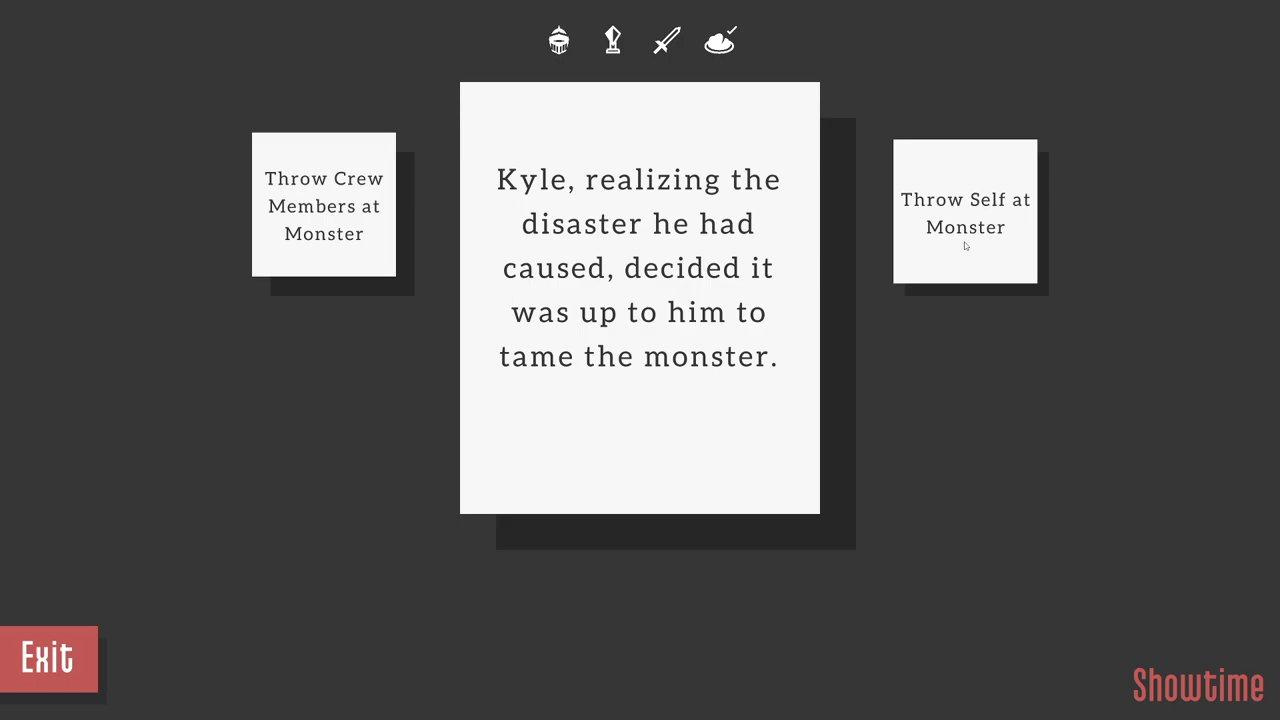 Throw Crew
Members at
Monster
Kyle, realizing the
disaster he had
caused, decided it
was up to him to
tame the monster.
Throw Self at
Monster
Exit
Showtime